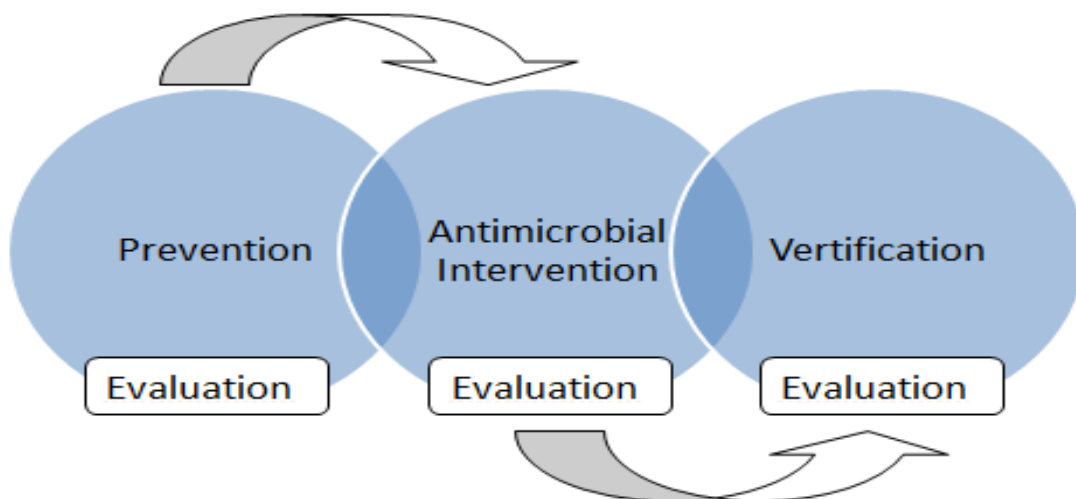 Prevention
Antimicrobial
Intervention
Vertification
Evaluation
Evaluation
Evaluation